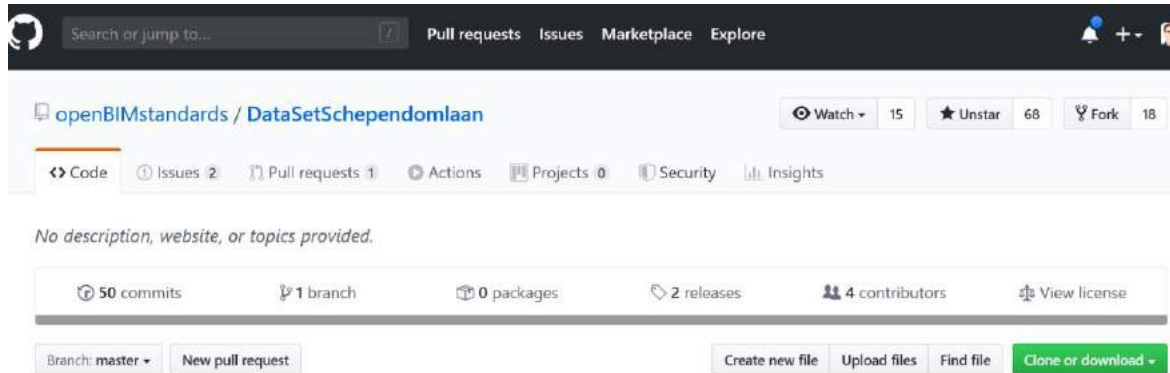 Search or jump to... / Pull requests Issues Marketplace Explore +
openBIMstandards / DataSetSchependomlaan Watch 15 Unstar 68 Fork 18
<> Code Issues 2 Pull requests 1 Actions Projects 0 Security Insights
No description, website, or topics provided.
50 commits 1 branch 0 packages 2 releases 4 contributors View license
Branch: master New pull request Create new file Upload files Find file Clone or download